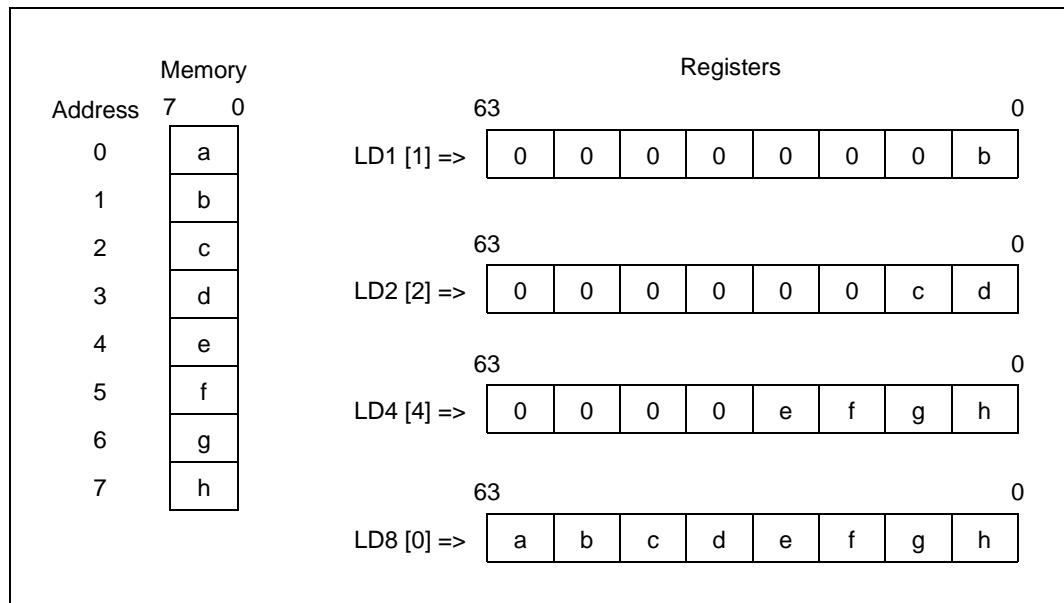 Memory
Address 7 0
0 a
1 b
2 c
3 d
4 e
5 f
6 g
7 h
Registers
63 0
LD1 [1] => 0 0 0 0 0 0 0 b
63 0
LD2 [2] => 0 0 0 0 0 0 c d
63 0
LD4 [4] => 0 0 0 0 e f g h
63 0
LD8 [0] => a b c d e f g h